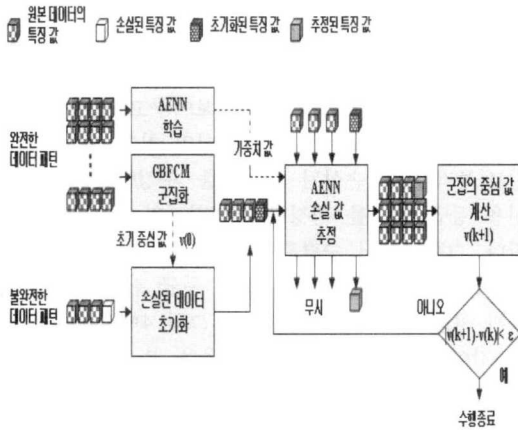 원본 데이터의
특징 값
손실된 특징 값
초기화된 특징 값
추정된 특징 값
완전한
데이터 패턴
AENN
학습
가중치 값
GBFCM
군집화
초기 중심 값 v(0)
불완전한
데이터 패턴
손실된 데이터
초기화
AENN
손실 값
추정
무시
군집의 중심 값
계산
v(k+1)
아니오
|v(k+1)-v(k)|< ε
예
수행종료